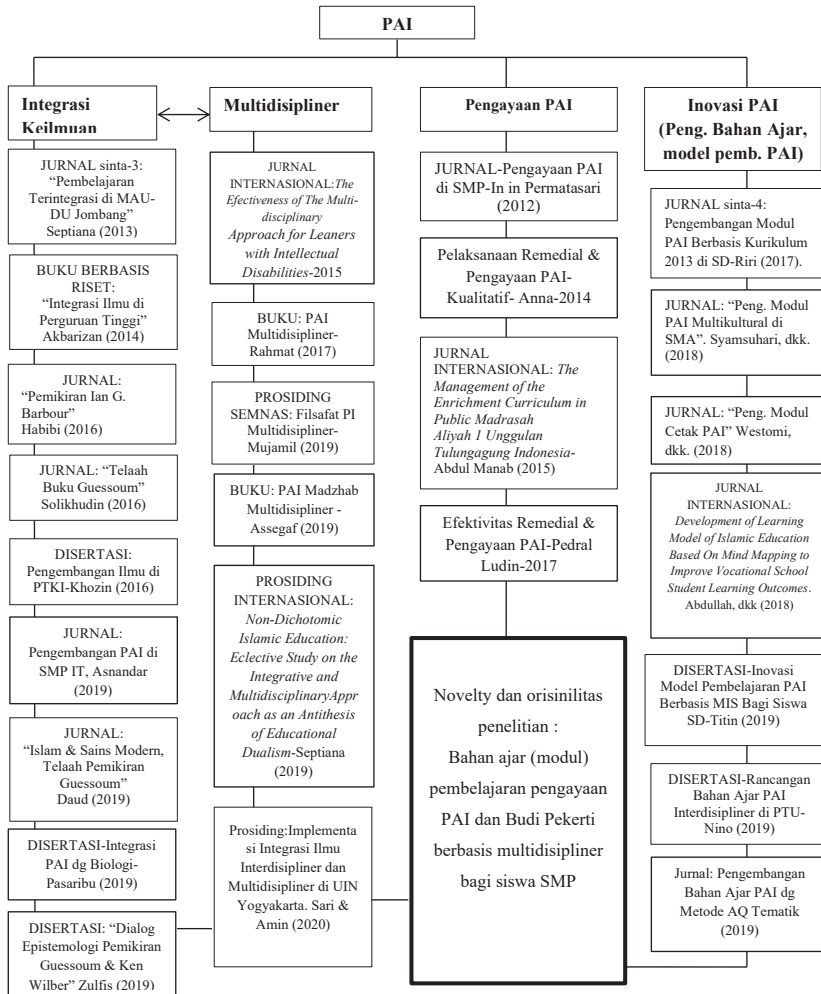 PAI
Integrasi
Keilmuan
JURNAL sinta-3:
“Pembelajaran
Terintegrasi di MAU-
DU Jombang”
Septiana (2013)
BUKU BERBASIS
RISET:
“Integrasi Ilmu di
Perguruan Tinggi”
Akbarizan (2014)
JURNAL:
“Pemikiran Ian G.
Barbour”
Habibi (2016)
JURNAL: “Telaah
Buku Guessoum”
Solikhudin (2016)
DISERTASI:
Pengembangan Ilmu di
PTKI-Khozin (2016)
JURNAL:
Pengembangan PAI di
SMP IT, Asnandar
(2019)
JURNAL:
“Islam & Sains Modern,
Telaah Pemikiran
Guessoum”
Daud (2019)
DISERTASI-Integrasi
PAI dg Biologi-
Pasaribu (2019)
DISERTASI: “Dialog
Epistemologi Pemikiran
Guessoum & Ken
Wilber” Zulfis (2019)
Multidisipliner
JURNAL
INTERNASIONAL:The
Efectiveness of The Multi-
disciplinary
Approach for Leaners
with Intellectual
Disabilities-2015
BUKU: PAI
Multidisipliner-
Rahmat (2017)
PROSIDING
SEMNAS: Filsafat PI
Multidisipliner-
Mujamil (2019)
BUKU: PAI Madzhab
Multidisipliner -
Assegaf (2019)
PROSIDING
INTERNASIONAL:
Non-Dichotomic
Islamic Education:
Eclective Study on the
Integrative and
MultidisciplinaryAppr
oach as an Antithesis
of Educational
Dualism-Septiana
(2019)
Prosiding:Implementa
si Integrasi Ilmu
Interdisipliner dan
Multidisipliner di UIN
Yogyakarta. Sari &
Amin (2020)
Pengayaan PAI
JURNAL-Pengayaan PAI
di SMP-In in Permatasari
(2012)
Pelaksanaan Remedial &
Pengayaan PAI-
Kualitatif- Anna-2014
JURNAL
INTERNASIONAL: The
Management of the
Enrichment Curriculum in
Public Madrasah
Aliyah 1 Unggulan
Tulungagung Indonesia-
Abdul Manab (2015)
Efektivitas Remedial &
Pengayaan PAI-Pedral
Ludin-2017
Novelty dan orisinilitas
penelitian :
Bahan ajar (modul)
pembelajaran pengayaan
PAI dan Budi Pekerti
berbasis multidisipliner
bagi siswa SMP
Inovasi PAI
(Peng. Bahan Ajar,
model pemb. PAI)
JURNAL sinta-4:
Pengembangan Modul
PAI Berbasis Kurikulum
2013 di SD-Riri (2017).
JURNAL: “Peng. Modul
PAI Multikultural di
SMA”. Syamsuhari, dkk.
(2018)
JURNAL: “Peng. Modul
Cetak PAI” Westomi,
dkk. (2018)
JURNAL
INTERNASIONAL:
Development of Learning
Model of Islamic Education
Based On Mind Mapping to
Improve Vocational School
Student Learning Outcomes.
Abdullah, dkk (2018)
DISERTASI-Inovasi
Model Pembelajaran PAI
Berbasis MIS Bagi Siswa
SD-Titin (2019)
DISERTASI-Rancangan
Bahan Ajar PAI
Interdisipliner di PTU-
Nino (2019)
Jurnal: Pengembangan
Bahan Ajar PAI dg
Metode AQ Tematik
(2019)